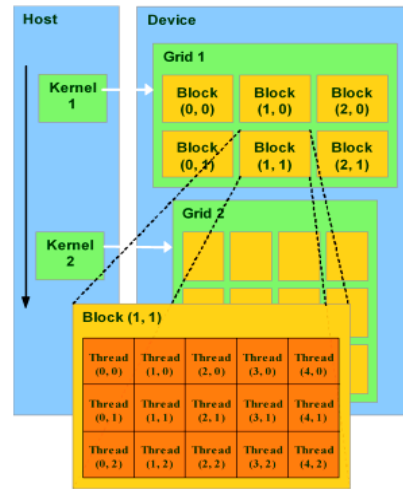 Host
Device
Grid 1
Kernel
1
Block
(0, 0)
Block
(1, 0)
Block
(2, 0)
Block
(0, 1)
Block
(1, 1)
Block
(2, 1)
Grid 2
Kernel
2
Block (1, 1)
Thread
(0, 0)
Thread
(1, 0)
Thread
(2, 0)
Thread
(3, 0)
Thread
(4, 0)
Thread
(0, 1)
Thread
(1, 1)
Thread
(2, 1)
Thread
(3, 1)
Thread
(4, 1)
Thread
(0, 2)
Thread
(1, 2)
Thread
(2, 2)
Thread
(3, 2)
Thread
(4, 2)